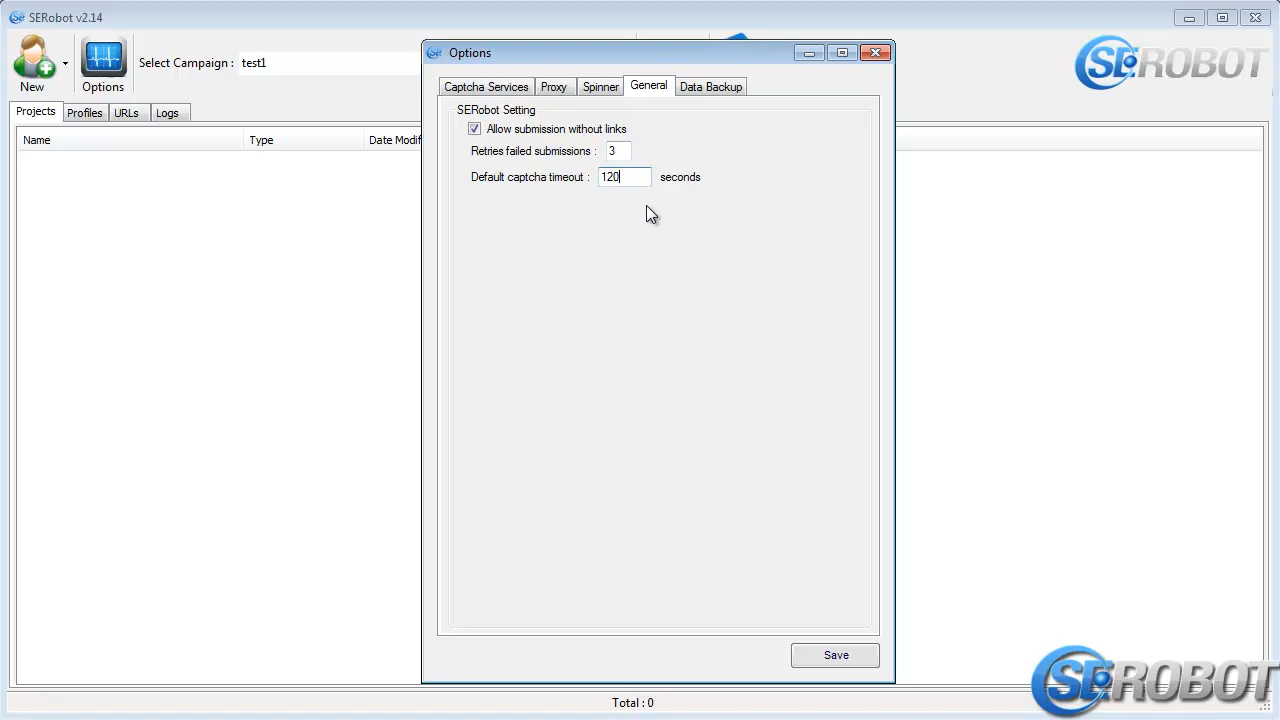 SERobot v2.14
New
Options
Select Campaign : test1
SEROBOT
Projects
Profiles
URLs
Logs
Name
Type
Date Modif
Options
Captcha Services
Proxy
Spinner
General
Data Backup
SERobot Setting
Allow submission without links
Retries failed submissions : 3
Default captcha timeout : 120 seconds
Save
SEROBOT
Total : 0